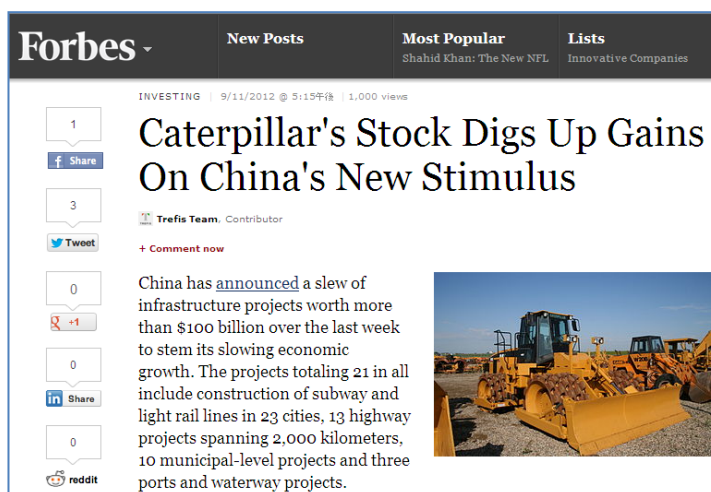 Forbes
New Posts
Most Popular
Shahid Khan: The New NFL
Lists
Innovative Companies
INVESTING | 9/11/2012 @ 5:15午後 | 1,000 views
Caterpillar's Stock Digs Up Gains
On China's New Stimulus
Trefis Team, Contributor
+ Comment now
1
f Share
3
Tweet
0
g +1
0
in Share
0
reddit
China has announced a slew of
infrastructure projects worth more
than $100 billion over the last week
to stem its slowing economic
growth. The projects totaling 21 in all
include construction of subway and
light rail lines in 23 cities, 13 highway
projects spanning 2,000 kilometers,
10 municipal-level projects and three
ports and waterway projects.